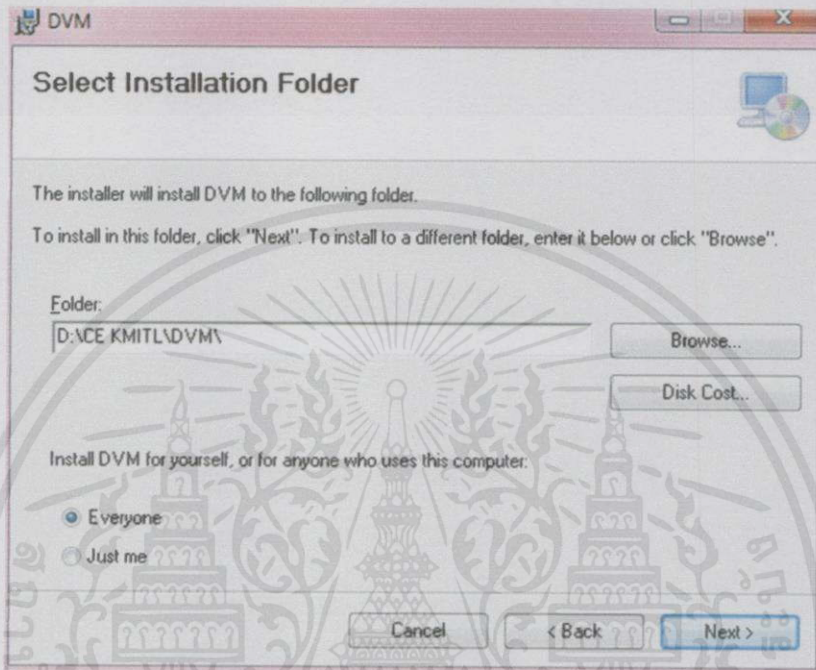 DVM
Select Installation Folder
The installer will install DVM to the following folder.
To install in this folder, click "Next". To install to a different folder, enter it below or click "Browse".
Folder:
D:\CE KMITL\DVM\
Browse...
Disk Cost...
Install DVM for yourself, or for anyone who uses this computer:
Everyone
Just me
Cancel
< Back
Next >